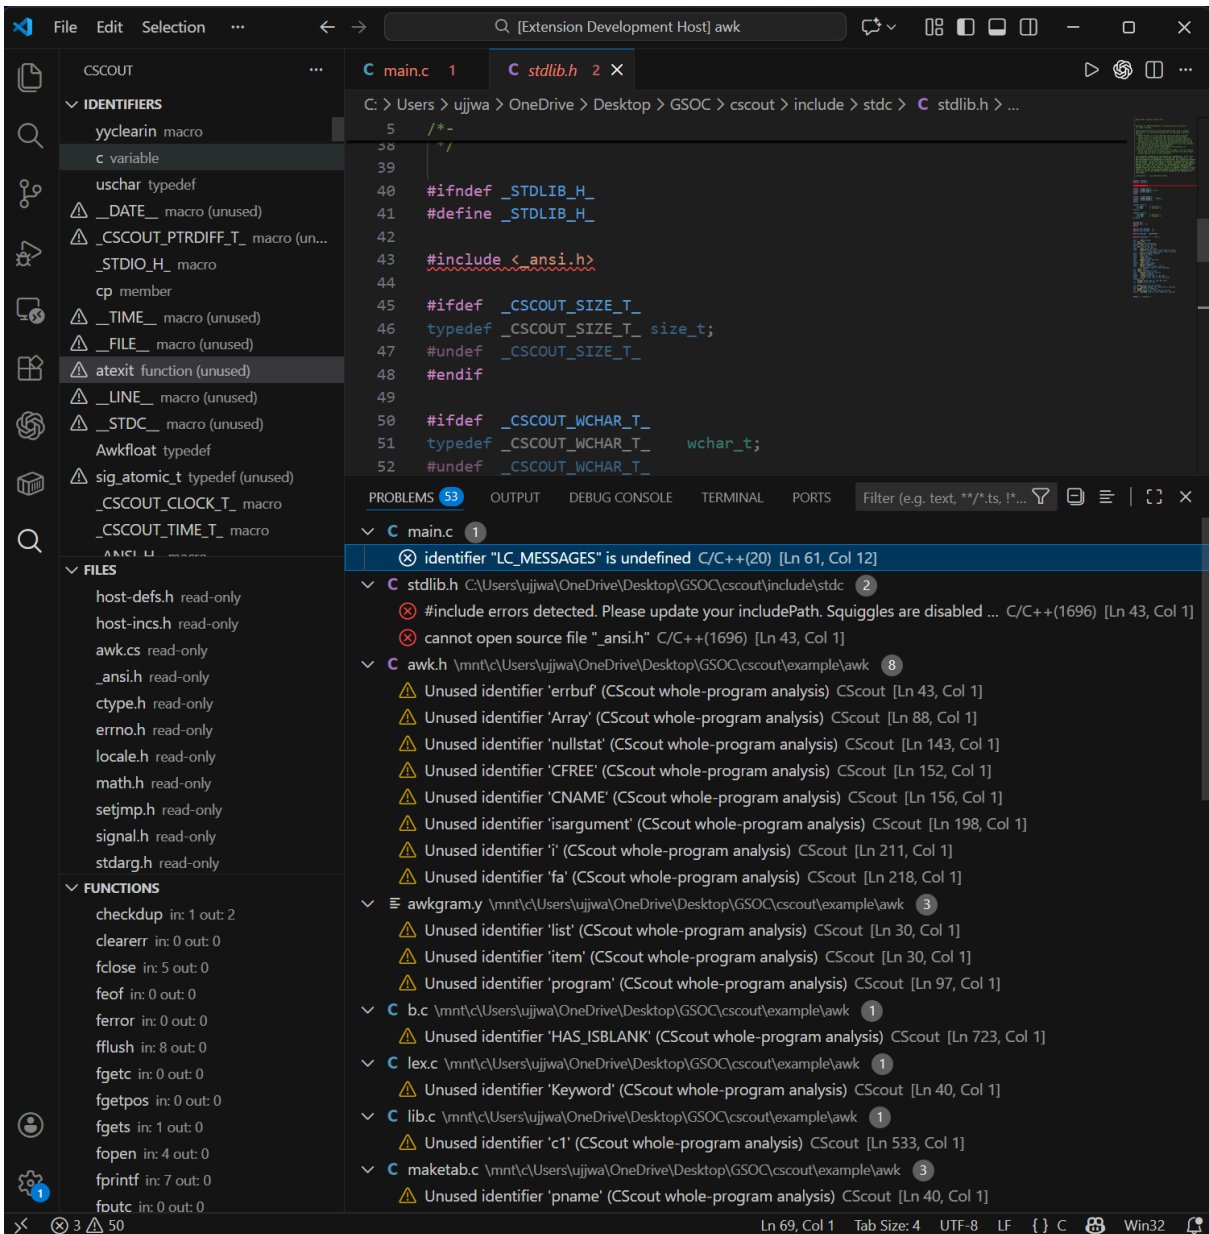 File Edit Selection ··· [Extension Development Host] awk
CSCOUT ···
IDENTIFIERS
yyclearin macro
c variable
uschar typedef
__DATE__ macro (unused)
_CSCOUT_PTRDIFF_T_ macro (un...
_STDIO_H_ macro
cp member
__TIME__ macro (unused)
__FILE__ macro (unused)
atexit function (unused)
__LINE__ macro (unused)
__STDC__ macro (unused)
Awkfloat typedef
sig_atomic_t typedef (unused)
_CSCOUT_CLOCK_T_ macro
_CSCOUT_TIME_T_ macro
_ANSI_H_ macro
FILES
host-defs.h read-only
host-incs.h read-only
awk.cs read-only
_ansi.h read-only
ctype.h read-only
errno.h read-only
locale.h read-only
math.h read-only
setjmp.h read-only
signal.h read-only
stdarg.h read-only
FUNCTIONS
checkdup in: 1 out: 2
clearerr in: 0 out: 0
fclose in: 5 out: 0
feof in: 0 out: 0
ferror in: 0 out: 0
fflush in: 8 out: 0
fgetc in: 0 out: 0
fgetpos in: 0 out: 0
fgets in: 1 out: 0
fopen in: 4 out: 0
fprintf in: 7 out: 0
fputc in: 0 out: 0
C main.c 1 C stdlib.h 2
C: > Users > ujjwa > OneDrive > Desktop > GSOC > cscout > include > stdc > C stdlib.h > ...
5 /*-
38 */
39
40 #ifndef _STDLIB_H_
41 #define _STDLIB_H_
42
43 #include <_ansi.h>
44
45 #ifdef _CSCOUT_SIZE_T_
46 typedef _CSCOUT_SIZE_T_ size_t;
47 #undef _CSCOUT_SIZE_T_
48 #endif
49
50 #ifdef _CSCOUT_WCHAR_T_
51 typedef _CSCOUT_WCHAR_T_ wchar_t;
52 #undef _CSCOUT_WCHAR_T_
PROBLEMS 53 OUTPUT DEBUG CONSOLE TERMINAL PORTS Filter (e.g. text, **/*.ts, !*...
C main.c 1
identifier "LC_MESSAGES" is undefined C/C++(20) [Ln 61, Col 12]
C stdlib.h C:\Users\ujjwa\OneDrive\Desktop\GSOC\cscout\include\stdc 2
#include errors detected. Please update your includePath. Squiggles are disabled ... C/C++(1696) [Ln 43, Col 1]
cannot open source file "_ansi.h" C/C++(1696) [Ln 43, Col 1]
C awk.h \mnt\c\Users\ujjwa\OneDrive\Desktop\GSOC\cscout\example\awk 8
Unused identifier 'errbuf' (CScout whole-program analysis) CScout [Ln 43, Col 1]
Unused identifier 'Array' (CScout whole-program analysis) CScout [Ln 88, Col 1]
Unused identifier 'nullstat' (CScout whole-program analysis) CScout [Ln 143, Col 1]
Unused identifier 'CFREE' (CScout whole-program analysis) CScout [Ln 152, Col 1]
Unused identifier 'CNAME' (CScout whole-program analysis) CScout [Ln 156, Col 1]
Unused identifier 'isargument' (CScout whole-program analysis) CScout [Ln 198, Col 1]
Unused identifier 'i' (CScout whole-program analysis) CScout [Ln 211, Col 1]
Unused identifier 'fa' (CScout whole-program analysis) CScout [Ln 218, Col 1]
awkgram.y \mnt\c\Users\ujjwa\OneDrive\Desktop\GSOC\cscout\example\awk 3
Unused identifier 'list' (CScout whole-program analysis) CScout [Ln 30, Col 1]
Unused identifier 'item' (CScout whole-program analysis) CScout [Ln 30, Col 1]
Unused identifier 'program' (CScout whole-program analysis) CScout [Ln 97, Col 1]
C b.c \mnt\c\Users\ujjwa\OneDrive\Desktop\GSOC\cscout\example\awk 1
Unused identifier 'HAS_ISBLANK' (CScout whole-program analysis) CScout [Ln 723, Col 1]
C lex.c \mnt\c\Users\ujjwa\OneDrive\Desktop\GSOC\cscout\example\awk 1
Unused identifier 'Keyword' (CScout whole-program analysis) CScout [Ln 40, Col 1]
C lib.c \mnt\c\Users\ujjwa\OneDrive\Desktop\GSOC\cscout\example\awk 1
Unused identifier 'c1' (CScout whole-program analysis) CScout [Ln 533, Col 1]
C maketab.c \mnt\c\Users\ujjwa\OneDrive\Desktop\GSOC\cscout\example\awk 3
Unused identifier 'pname' (CScout whole-program analysis) CScout [Ln 40, Col 1]
1
3 50 Ln 69, Col 1 Tab Size: 4 UTF-8 LF {} C Win32